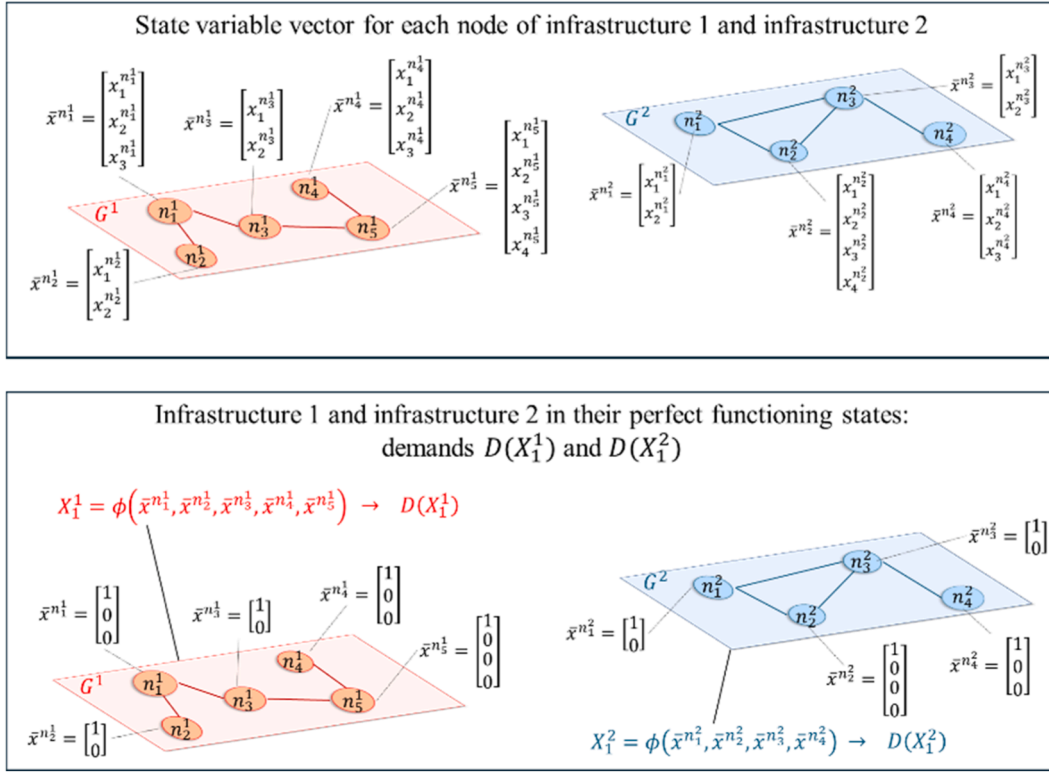 State variable vector for each node of infrastructure 1 and infrastructure 2
x̄^{n_1^1} = [x_1^{n_1^1} x_2^{n_1^1} x_3^{n_1^1}]
x̄^{n_3^1} = [x_1^{n_3^1} x_2^{n_3^1}]
x̄^{n_4^1} = [x_1^{n_4^1} x_2^{n_4^1} x_3^{n_4^1}]
x̄^{n_5^1} = [x_1^{n_5^1} x_2^{n_5^1} x_3^{n_5^1} x_4^{n_5^1}]
G^1
n_1^1
n_4^1
n_3^1
n_5^1
n_2^1
x̄^{n_2^1} = [x_1^{n_2^1} x_2^{n_2^1}]
x̄^{n_3^2} = [x_1^{n_3^2} x_2^{n_3^2}]
G^2
n_1^2
n_3^2
n_4^2
n_2^2
x̄^{n_1^2} = [x_1^{n_1^2} x_2^{n_1^2}]
x̄^{n_2^2} = [x_1^{n_2^2} x_2^{n_2^2} x_3^{n_2^2} x_4^{n_2^2}]
x̄^{n_4^2} = [x_1^{n_4^2} x_2^{n_4^2} x_3^{n_4^2}]
Infrastructure 1 and infrastructure 2 in their perfect functioning states:
demands D(X_1^1) and D(X_1^2)
X_1^1 = ϕ(x̄^{n_1^1}, x̄^{n_2^1}, x̄^{n_3^1}, x̄^{n_4^1}, x̄^{n_5^1}) → D(X_1^1)
x̄^{n_1^1} = [1 0 0]
x̄^{n_3^1} = [1 0]
x̄^{n_4^1} = [1 0 0]
x̄^{n_5^1} = [1 0 0 0]
G^1
n_1^1
n_4^1
n_3^1
n_5^1
n_2^1
x̄^{n_2^1} = [1 0]
x̄^{n_3^2} = [1 0]
G^2
n_1^2
n_3^2
n_4^2
n_2^2
x̄^{n_1^2} = [1 0]
x̄^{n_2^2} = [1 0 0 0]
x̄^{n_4^2} = [1 0 0]
X_1^2 = ϕ(x̄^{n_1^2}, x̄^{n_2^2}, x̄^{n_3^2}, x̄^{n_4^2}) → D(X_1^2)